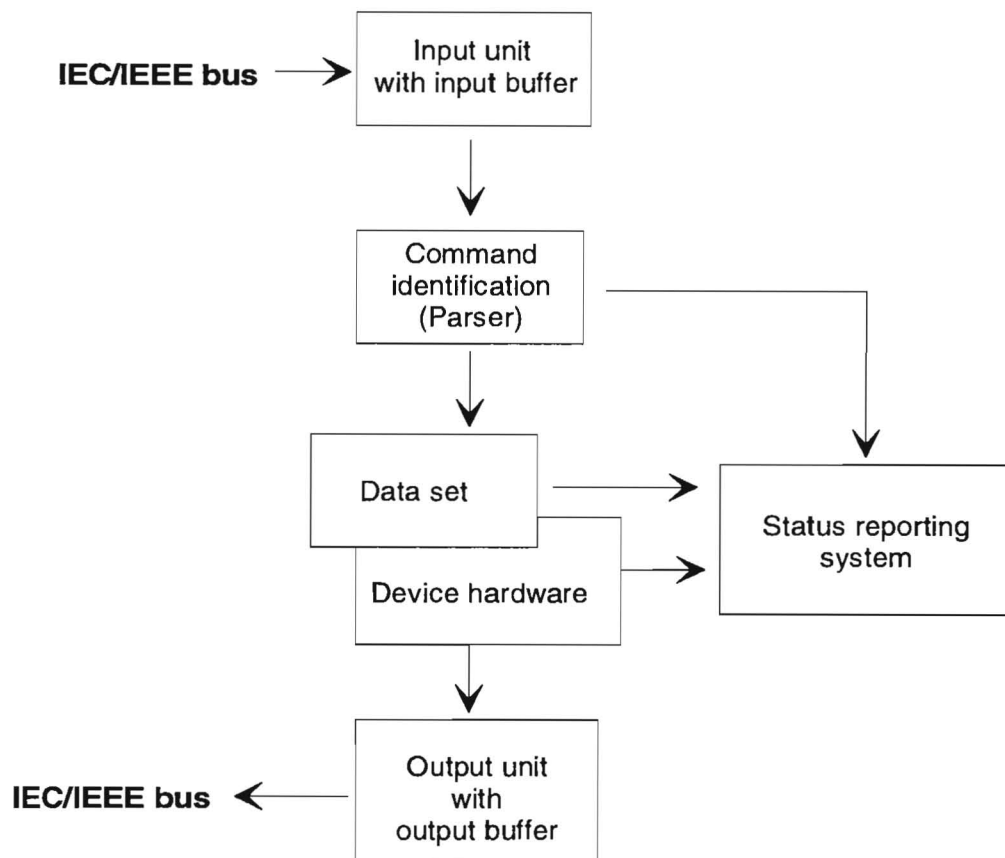 Input unit
with input buffer
IEC/IEEE bus
Command
identification
(Parser)
Data set
Status reporting
system
Device hardware
Output unit
with
output buffer
IEC/IEEE bus